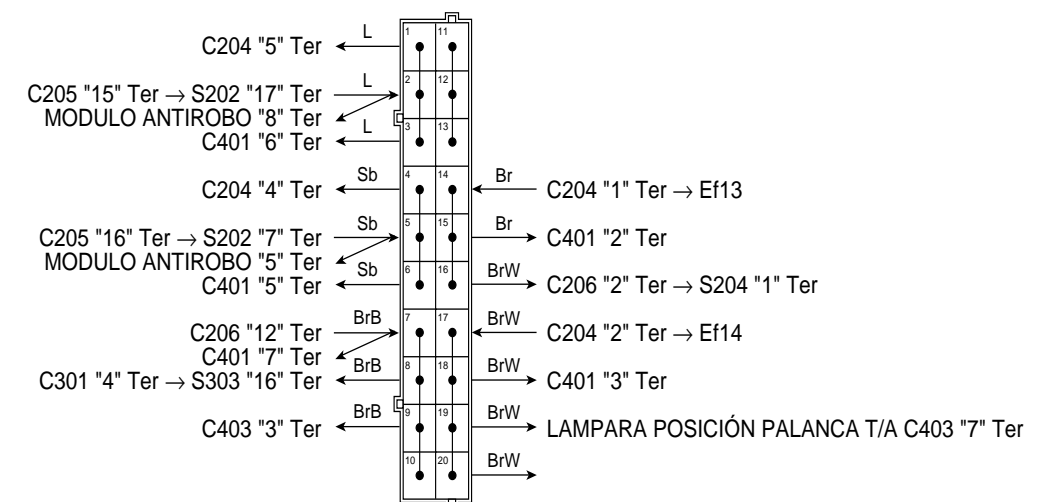 C204 "5" Ter L 1 11
C205 "15" Ter → S202 "17" Ter L 2 12
MODULO ANTIROBO "8" Ter
C401 "6" Ter L 3 13
C204 "4" Ter Sb 4 14 Br C204 "1" Ter → Ef13
C205 "16" Ter → S202 "7" Ter Sb 5 15 Br C401 "2" Ter
MODULO ANTIROBO "5" Ter
C401 "5" Ter Sb 6 16 BrW C206 "2" Ter → S204 "1" Ter
C206 "12" Ter BrB 7 17 BrW C204 "2" Ter → Ef14
C401 "7" Ter
C301 "4" Ter → S303 "16" Ter BrB 8 18 BrW C401 "3" Ter
C403 "3" Ter BrB 9 19 BrW LAMPARA POSICIÓN PALANCA T/A C403 "7" Ter
10 20 BrW